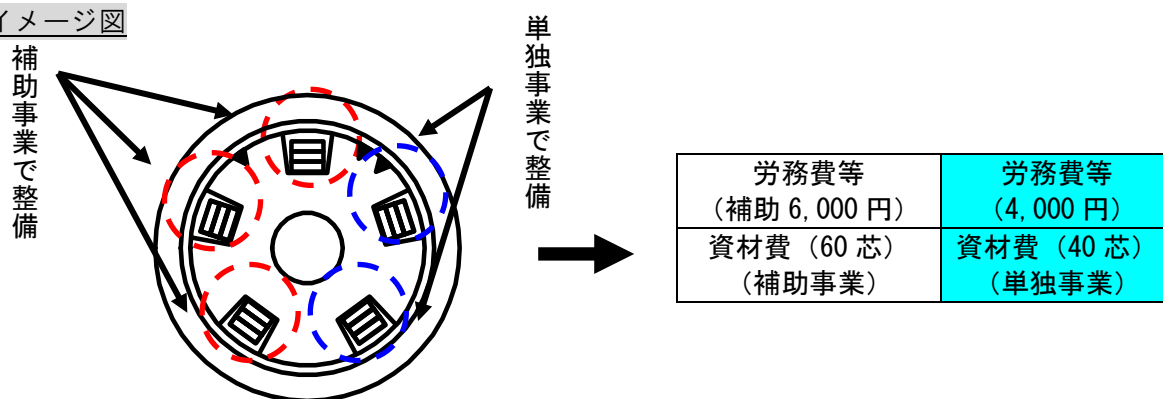 イメージ図
補助事業で整備
単独事業で整備
労務費等
（補助 6,000 円）
労務費等
（4,000 円）
資材費（60 芯）
（補助事業）
資材費（40 芯）
（単独事業）